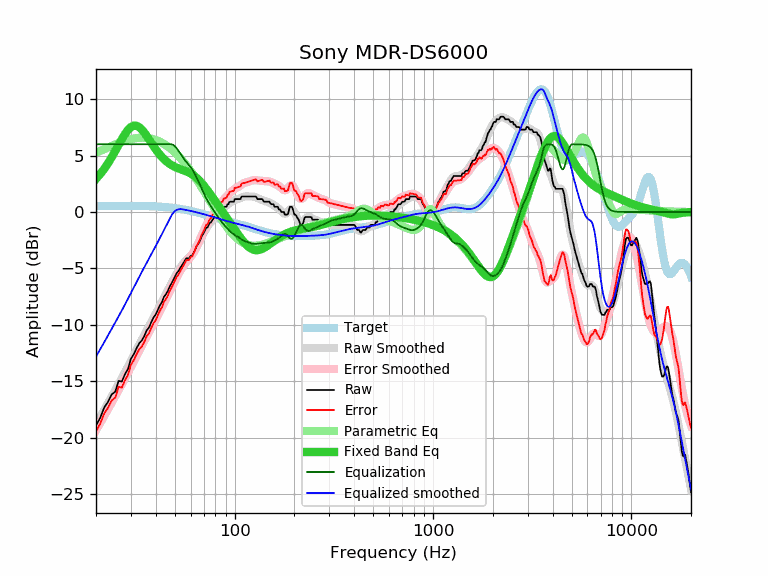 Sony MDR-DS6000
Amplitude (dBr)
10
5
0
−5
−10
−15
−20
−25
Target
Raw Smoothed
Error Smoothed
Raw
Error
Parametric Eq
Fixed Band Eq
Equalization
Equalized smoothed
100 1000 10000
Frequency (Hz)